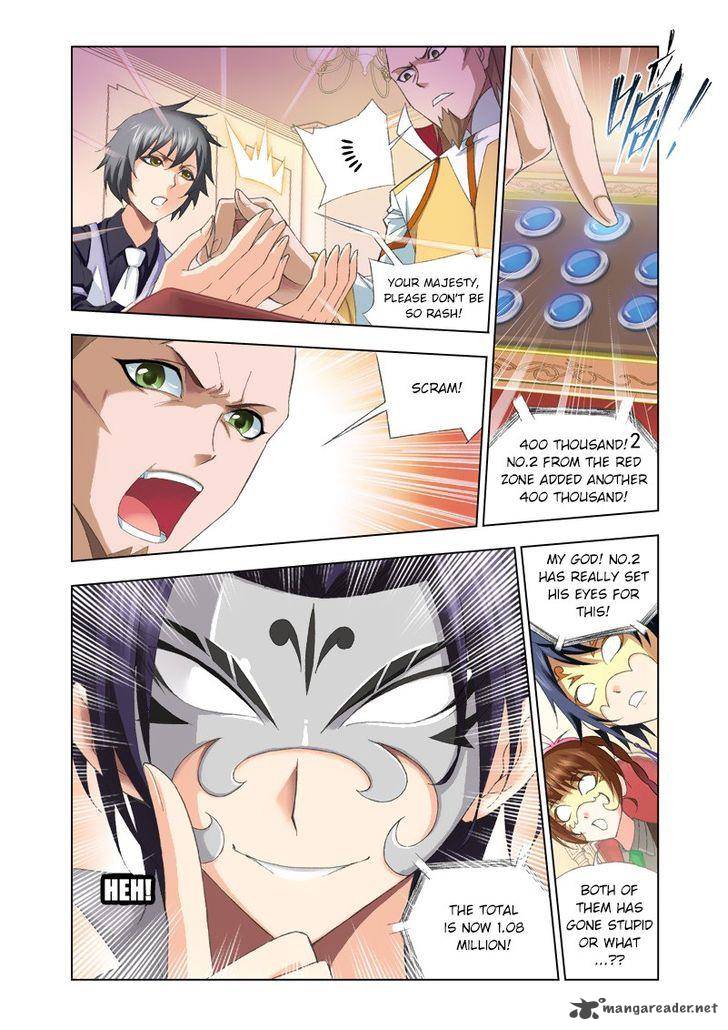 YOUR MAJESTY,
PLEASE DON'T BE
SO RASH!
SCRAM!
400 THOUSAND! 2
NO.2 FROM THE RED
ZONE ADDED ANOTHER
400 THOUSAND!
MY GOD! NO.2
HAS REALLY SET
HIS EYES FOR
THIS!
HEH!
THE TOTAL
IS NOW 1.08
MILLION!
BOTH OF
THEM HAS
GONE STUPID
OR WHAT
...??
mangareader.net